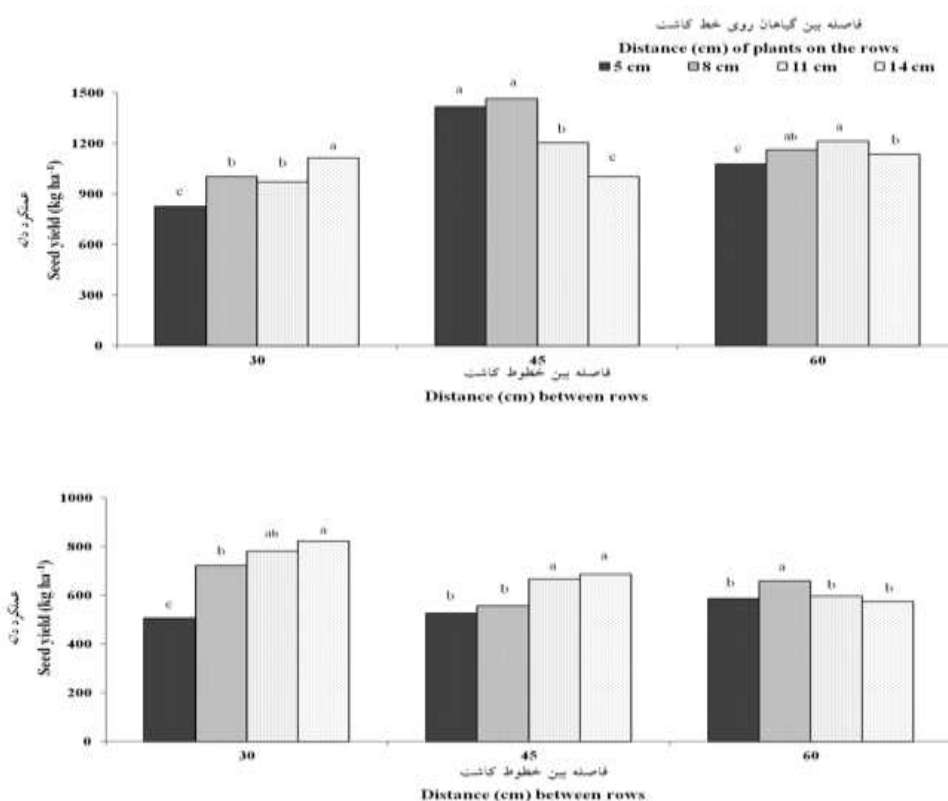 فاصله بین گیاهان روی خط کاشت
Distance (cm) of plants on the rows
5 cm 8 cm 11 cm 14 cm
عملکرد دانه
Seed yield (kg ha⁻¹)
1500
1200
900
600
300
0
c b b a
a a b c
c ab a b
30 45 60
فاصله بین خطوط کاشت
Distance (cm) between rows
عملکرد دانه
Seed yield (kg ha⁻¹)
1000
800
600
400
200
0
c b ab a
b b a a
b a b b
30 45 60
فاصله بین خطوط کاشت
Distance (cm) between rows